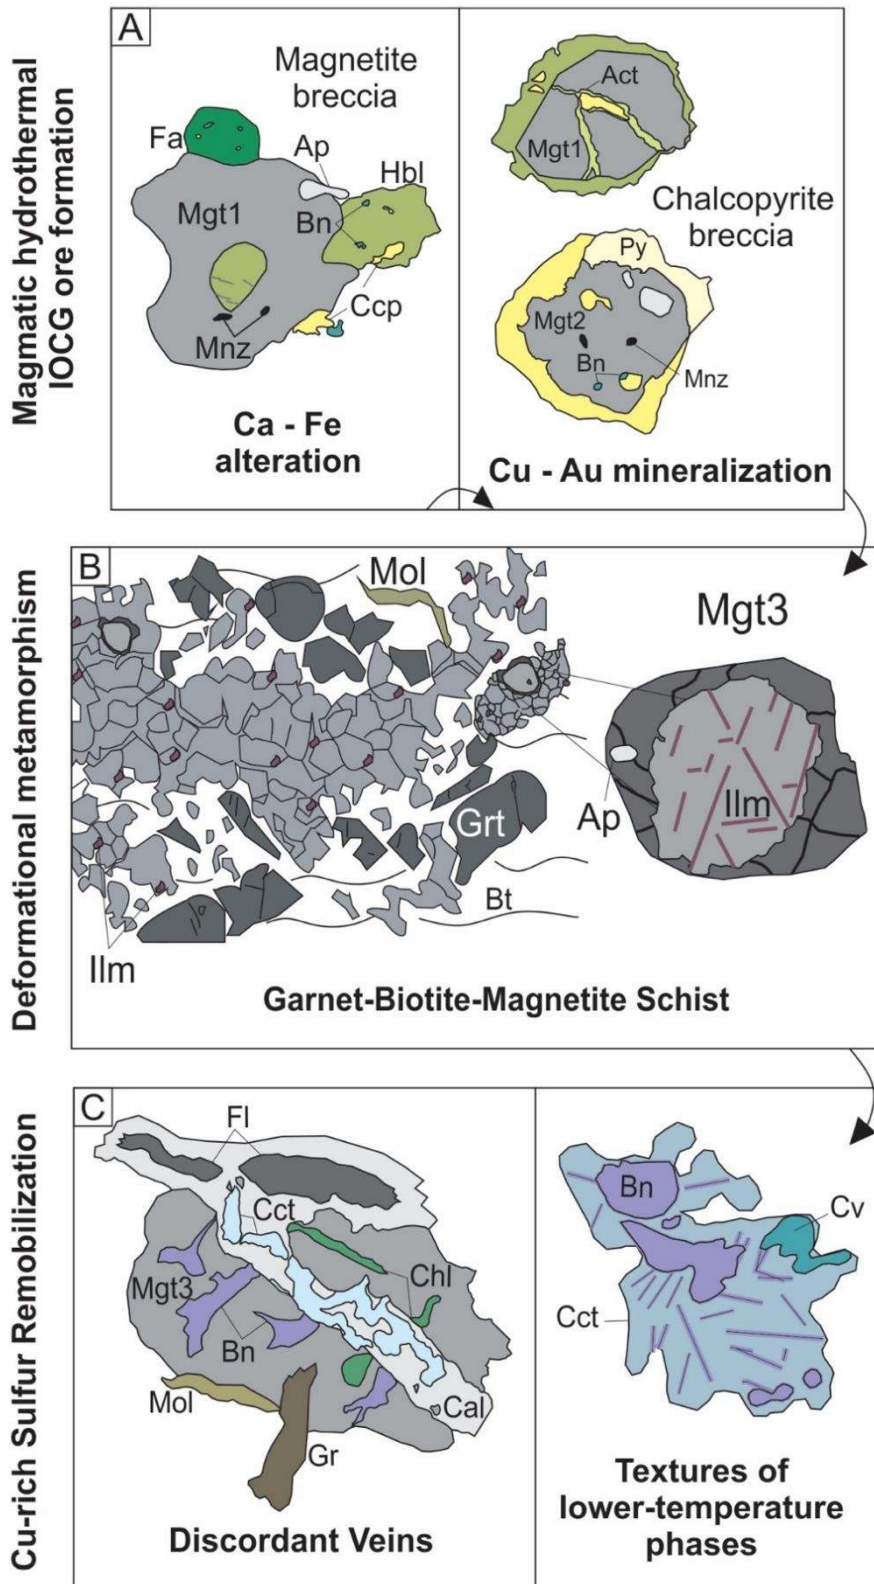 Magmatic hydrothermal
IOCG ore formation
A
Magnetite
breccia
Fa
Ap
Hbl
Mgt1
Bn
Ccp
Mnz
Ca - Fe
alteration
Act
Mgt1
Chalcopyrite
breccia
Py
Mgt2
Bn
Mnz
Cu - Au mineralization
Deformational metamorphism
B
Mol
Mgt3
Grt
Ap
Ilm
Bt
Ilm
Garnet-Biotite-Magnetite Schist
Cu-rich Sulfur Remobilization
C
Fl
Cct
Mgt3
Chl
Bn
Mol
Cal
Gr
Discordant Veins
Bn
Cv
Cct
Textures of
lower-temperature
phases